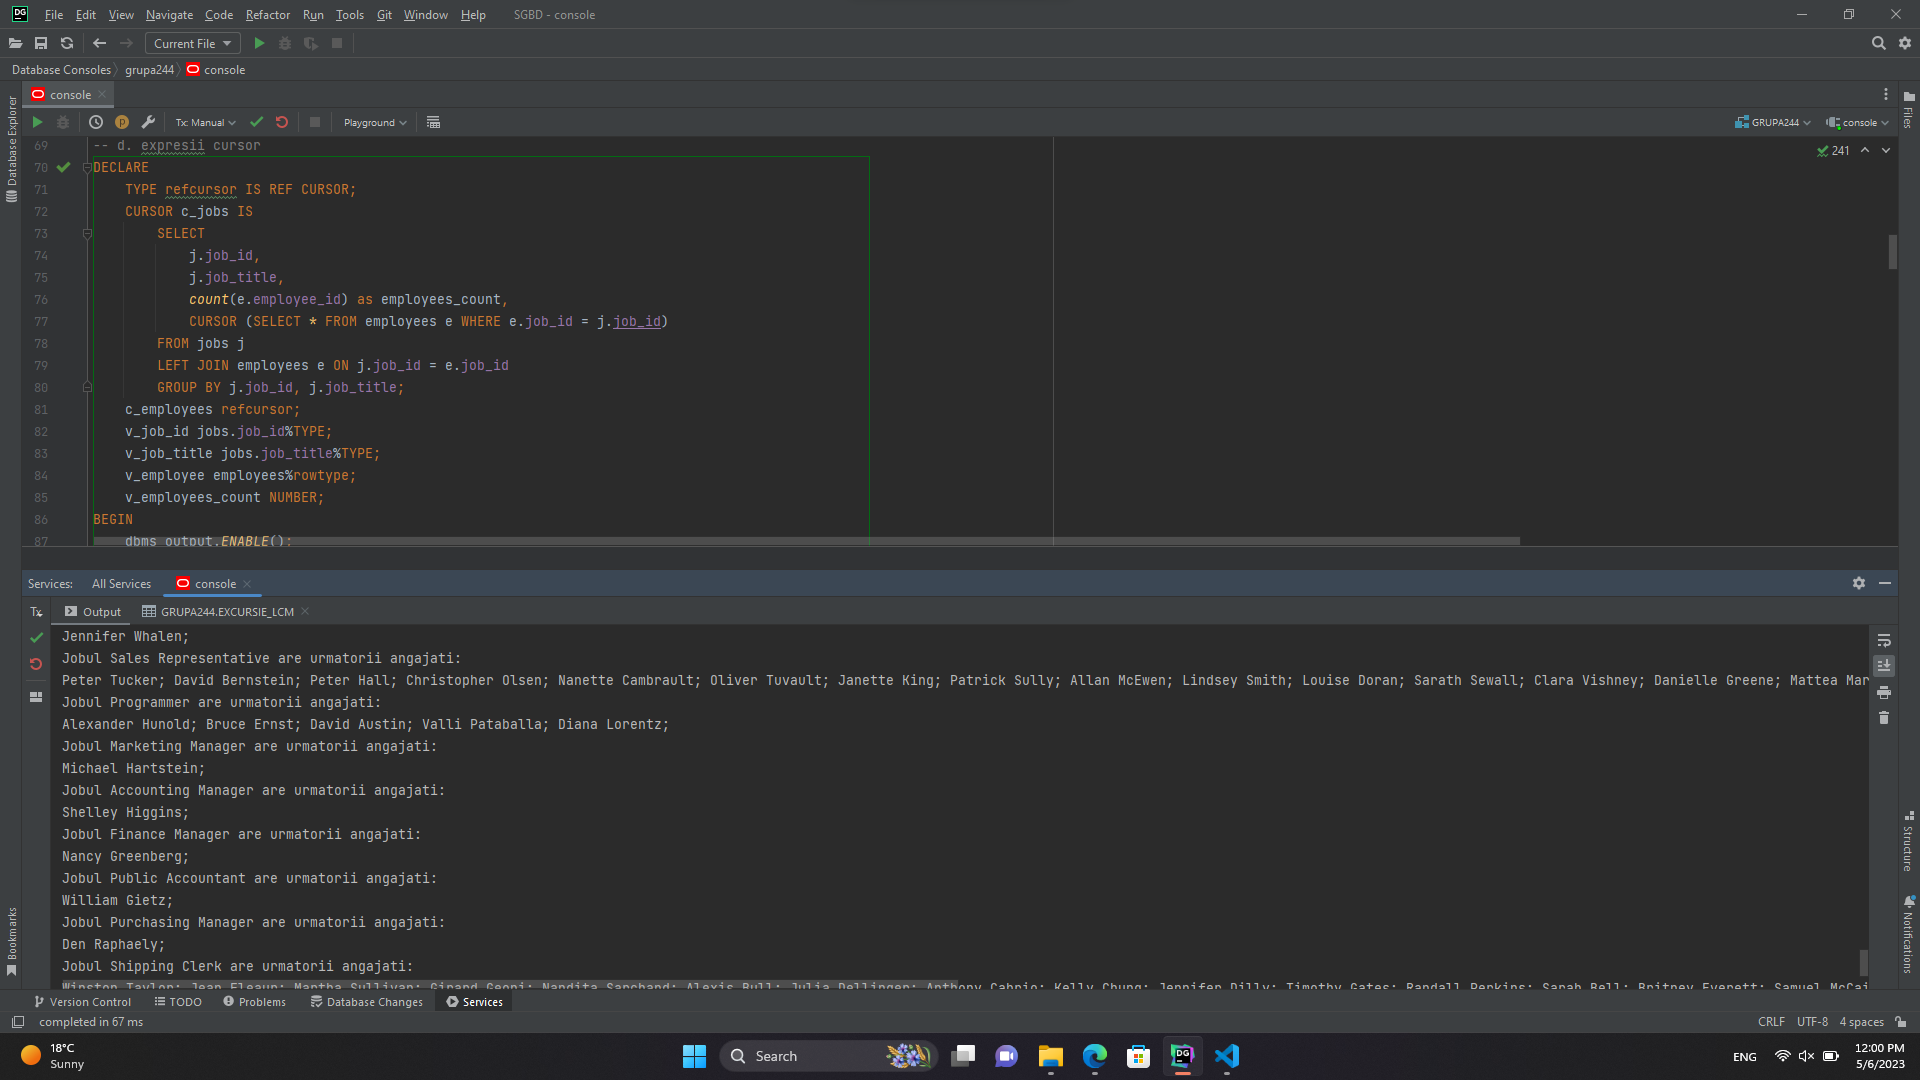 DG File Edit View Navigate Code Refactor Run Tools Git Window Help SGBD - console
Current File
Database Consoles grupa244 console
console
Tx: Manual Playground GRUPA244 console
Database Explorer
Files
241
69 -- d. expresii cursor
70 DECLARE
71 TYPE refcursor IS REF CURSOR;
72 CURSOR c_jobs IS
73 SELECT
74 j.job_id,
75 j.job_title,
76 count(e.employee_id) as employees_count,
77 CURSOR (SELECT * FROM employees e WHERE e.job_id = j.job_id)
78 FROM jobs j
79 LEFT JOIN employees e ON j.job_id = e.job_id
80 GROUP BY j.job_id, j.job_title;
81 c_employees refcursor;
82 v_job_id jobs.job_id%TYPE;
83 v_job_title jobs.job_title%TYPE;
84 v_employee employees%rowtype;
85 v_employees_count NUMBER;
86 BEGIN
87 dbms_output.ENABLE();
Services: All Services console
Tx Output GRUPA244.EXCURSIE_LCM
Jennifer Whalen;
Jobul Sales Representative are urmatorii angajati:
Peter Tucker; David Bernstein; Peter Hall; Christopher Olsen; Nanette Cambrault; Oliver Tuvault; Janette King; Patrick Sully; Allan McEwen; Lindsey Smith; Louise Doran; Sarath Sewall; Clara Vishney; Danielle Greene; Mattea Mar
Jobul Programmer are urmatorii angajati:
Alexander Hunold; Bruce Ernst; David Austin; Valli Pataballa; Diana Lorentz;
Jobul Marketing Manager are urmatorii angajati:
Michael Hartstein;
Jobul Accounting Manager are urmatorii angajati:
Shelley Higgins;
Jobul Finance Manager are urmatorii angajati:
Nancy Greenberg;
Jobul Public Accountant are urmatorii angajati:
William Gietz;
Jobul Purchasing Manager are urmatorii angajati:
Den Raphaely;
Jobul Shipping Clerk are urmatorii angajati:
Winston Taylor; Jean Fleaur; Martha Sullivan; Girard Geoni; Nandita Sarchand; Alexis Bull; Julia Dellinger; Anthony Cabrio; Kelly Chung; Jennifer Dilly; Timothy Gates; Randall Perkins; Sarah Bell; Britney Everett; Samuel McCai
Structure
Notifications
Bookmarks
Version Control TODO Problems Database Changes Services
completed in 67 ms CRLF UTF-8 4 spaces
18°C
Sunny
Search
DG
ENG
12:00 PM
5/6/2023